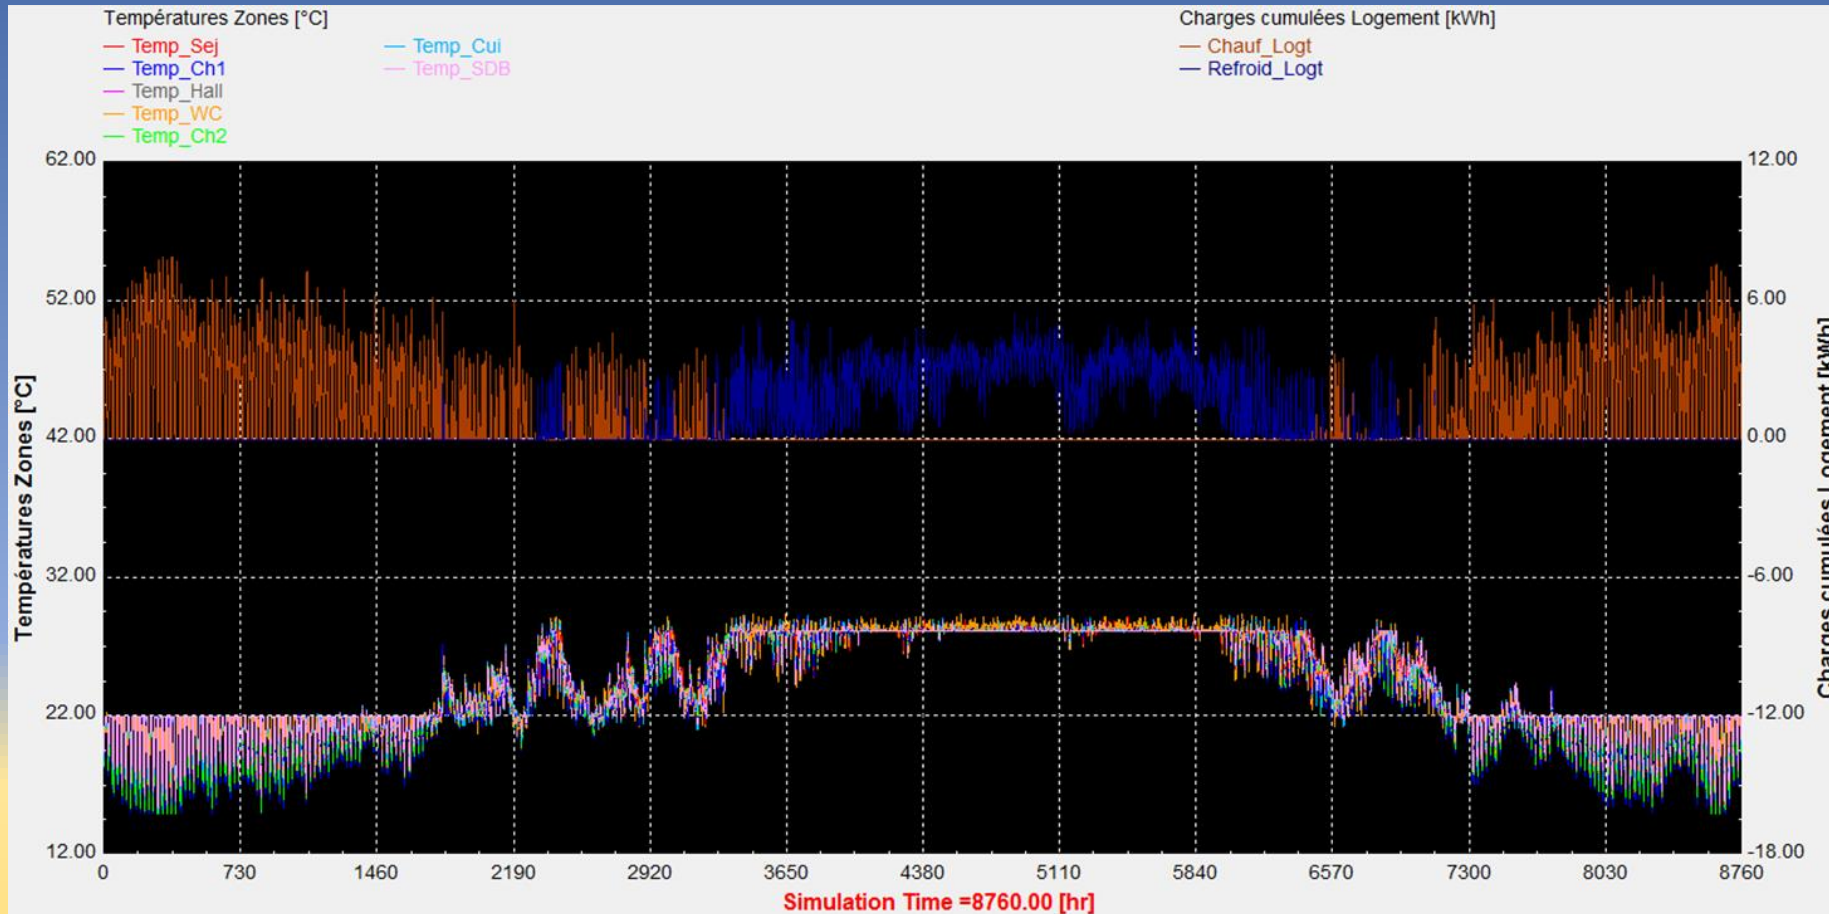 Températures Zones [°C]
Temp_Sej
Temp_Ch1
Temp_Hall
Temp_WC
Temp_Ch2
Temp_Cui
Temp_SDB
Charges cumulées Logement [kWh]
Chauf_Logt
Refroid_Logt
62.00
52.00
42.00
32.00
22.00
12.00
Températures Zones [°C]
12.00
6.00
0.00
-6.00
-12.00
-18.00
Charges cumulées Logement [kWh]
0 730 1460 2190 2920 3650 4380 5110 5840 6570 7300 8030 8760
Simulation Time =8760.00 [hr]